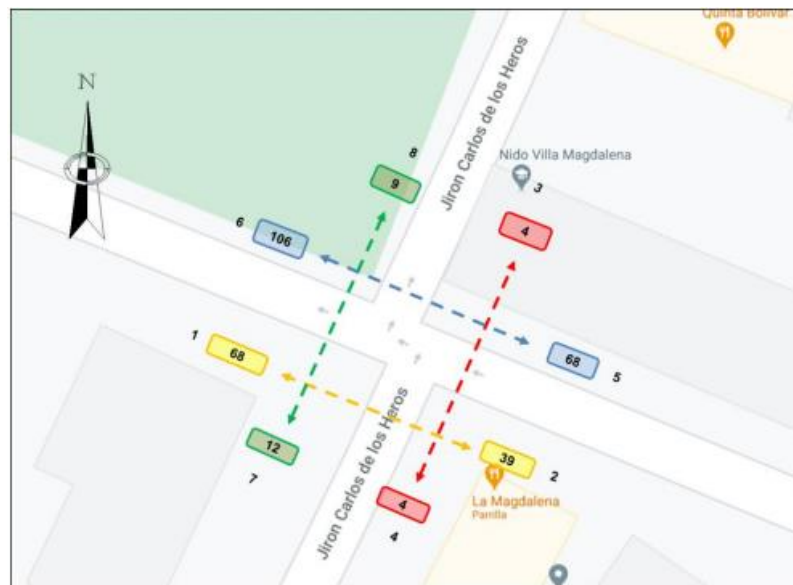 Quinta Bolivar
N
8
Jiron Carlos de los Heros
Nido Villa Magdalena
9
3
6
106
4
1
68
68
5
12
39
2
7
La Magdalena
Parrilla
4
4
Jiron Carlos de los Heros